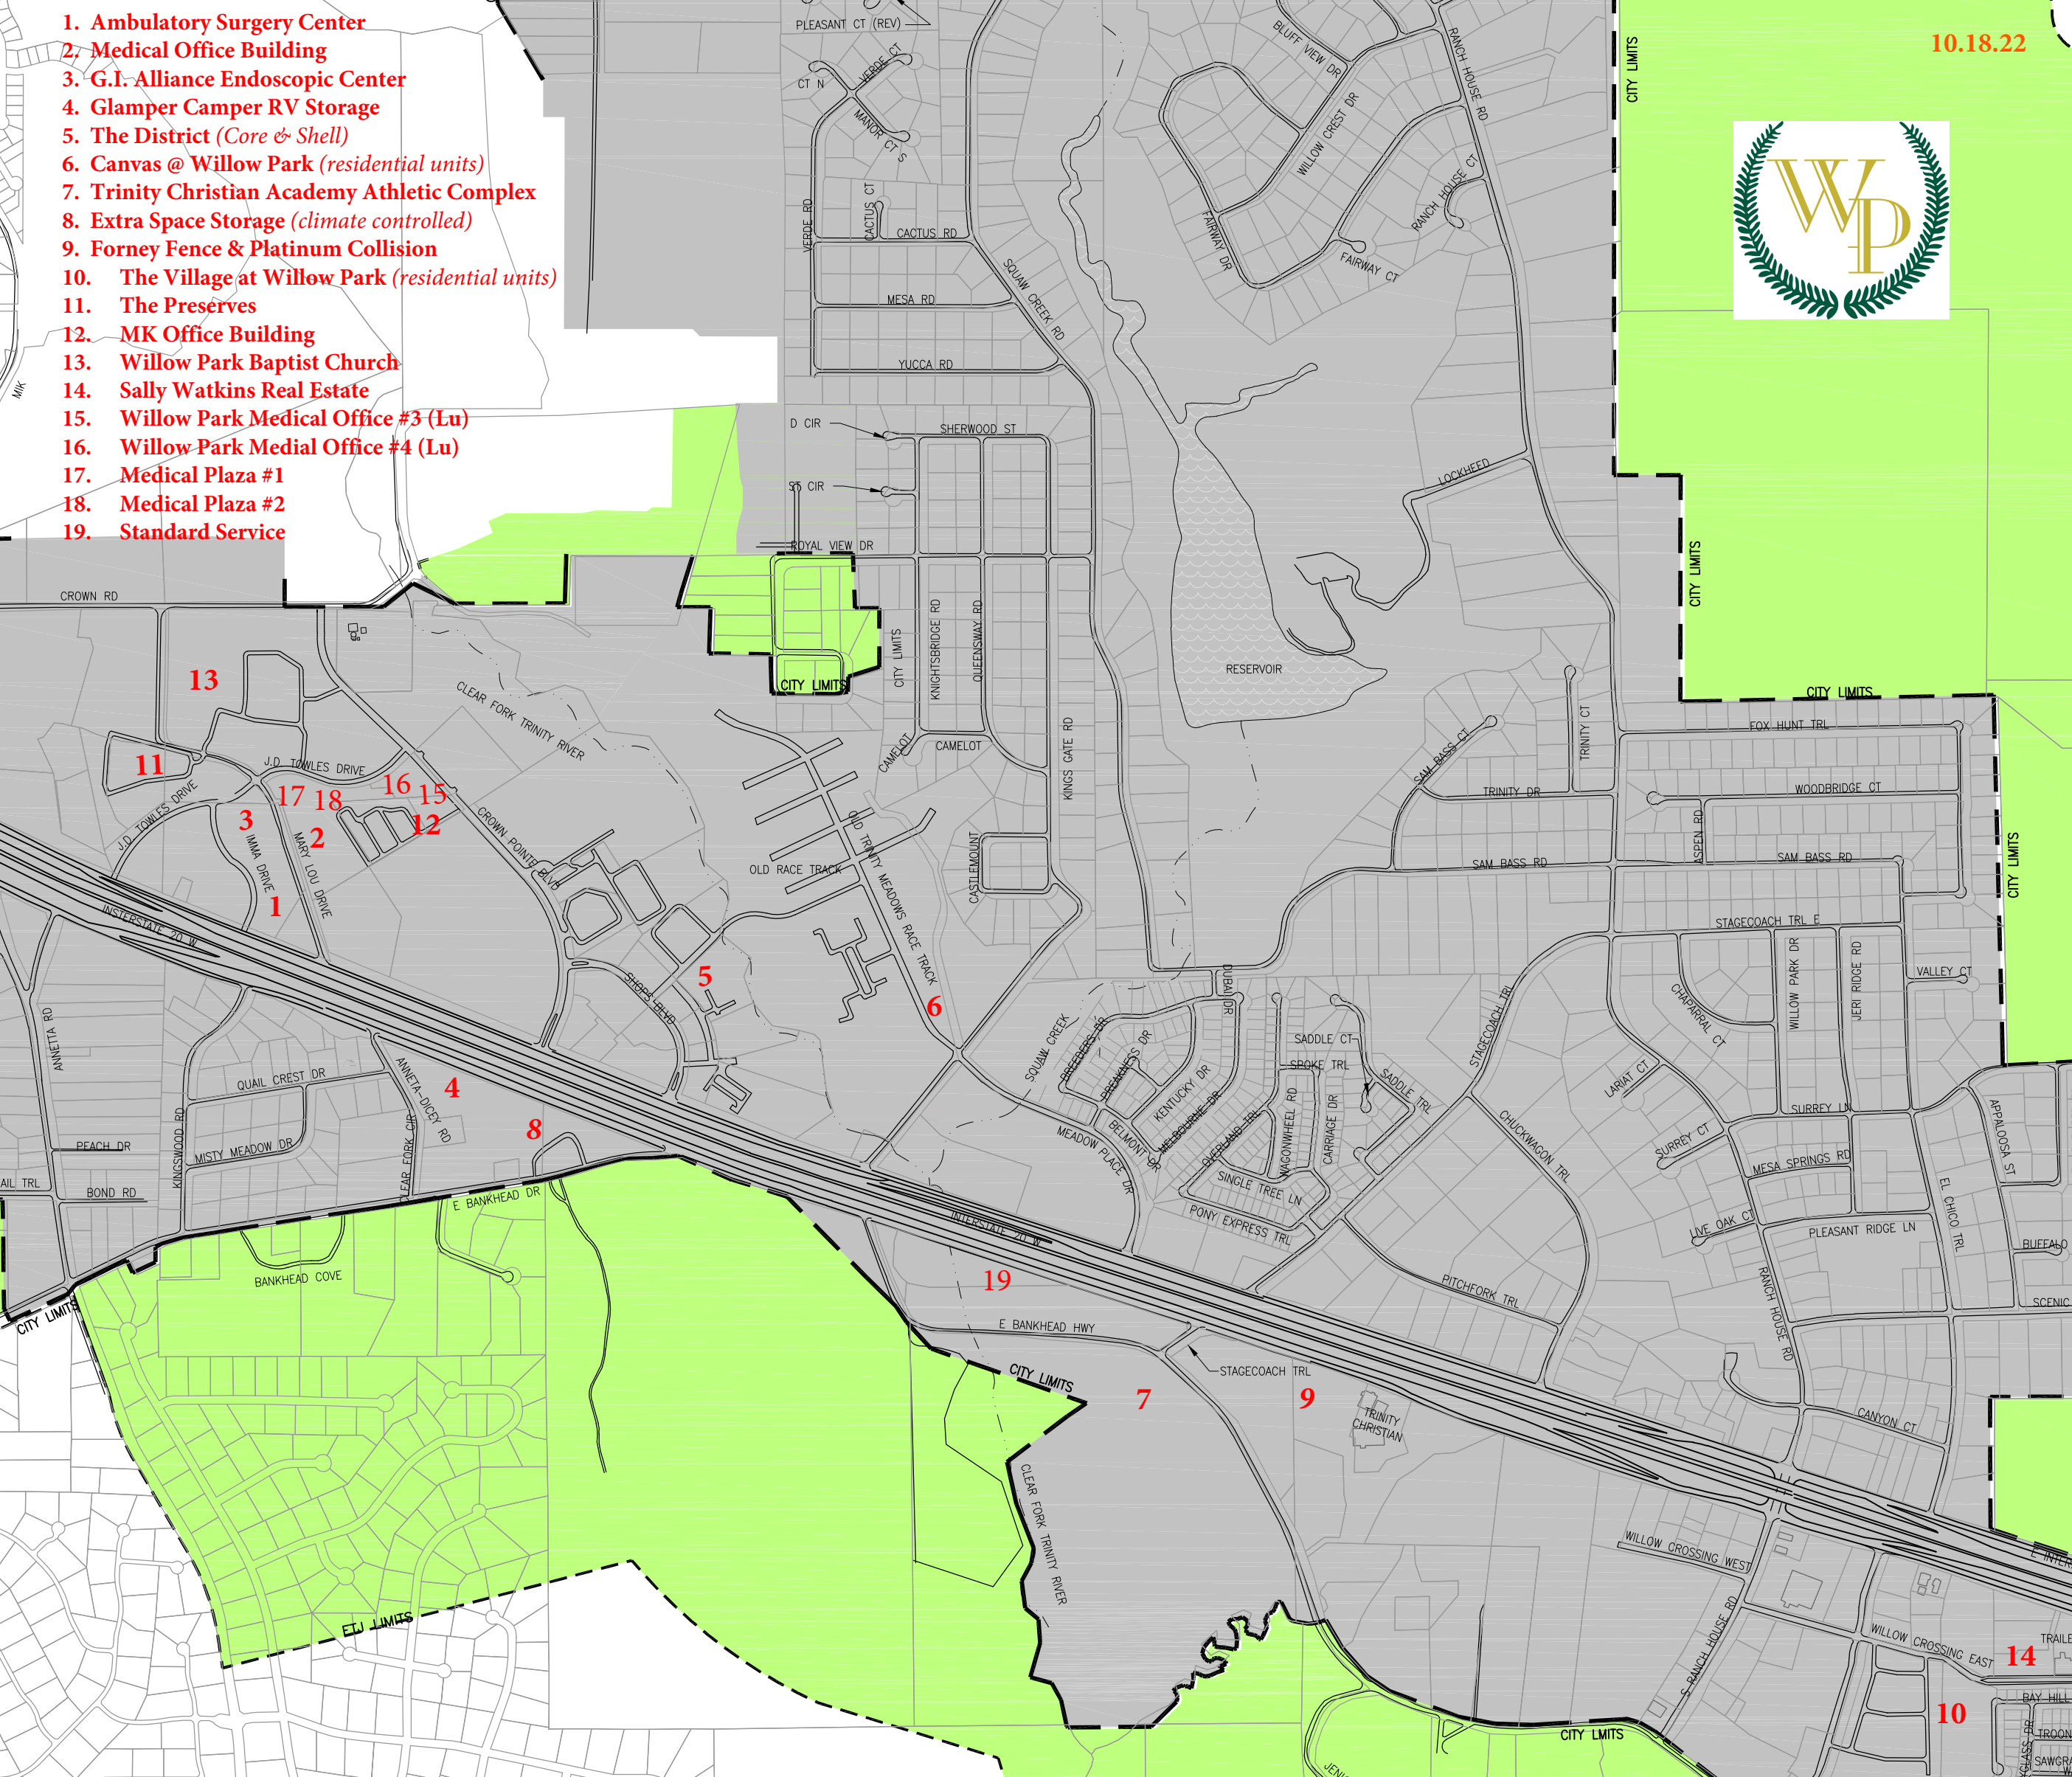 1. Ambulatory Surgery Center
2. Medical Office Building
3. G.I. Alliance Endoscopic Center
4. Glamper Camper RV Storage
5. The District (Core & Shell)
6. Canvas @ Willow Park (residential units)
7. Trinity Christian Academy Athletic Complex
8. Extra Space Storage (climate controlled)
9. Forney Fence & Platinum Collision
10. The Village at Willow Park (residential units)
11. The Preserves
12. MK Office Building
13. Willow Park Baptist Church
14. Sally Watkins Real Estate
15. Willow Park Medical Office #3 (Lu)
16. Willow Park Medial Office #4 (Lu)
17. Medical Plaza #1
18. Medical Plaza #2
19. Standard Service
10.18.22
WP
PLEASANT CT (REV)
CT N
VERDE CT
MANOR CT S
VERDE RD
CACTUS CT
CACTUS RD
MESA RD
YUCCA RD
SQUAW CREEK RD
BLUFF VIEW DR
WILLOW CREST DR
RANCH HOUSE RD
RANCH HOUSE CT
FAIRWAY DR
FAIRWAY CT
CITY LIMITS
MIK
D CIR
SHERWOOD ST
ST CIR
ROYAL VIEW DR
LOCKHEED
CITY LIMITS
CROWN RD
CITY LIMITS
KNIGHTSBRIDGE RD
QUEENSWAY RD
RESERVOIR
CITY LIMITS
CITY LIMITS
13
CLEAR FORK TRINITY RIVER
CAMELOT
CAMELOT
KINGS GATE RD
SAM BASS CT
TRINITY CT
TRINITY DR
FOX HUNT TRL
WOODBRIDGE CT
ASPEN RD
SAM BASS RD
SAM BASS RD
CITY LIMITS
11
J.D. TOWLES DRIVE
J.D. TOWLES DRIVE
16
15
17
18
3
2
12
IMMA DRIVE
MARY LOU DRIVE
CROWN POINTE BLVD
OLD RACE TRACK
OLD TRINITY MEADOWS RACE TRACK
CASTLEMOUNT
1
INSTERSTATE 20 W
SHOPS BLVD
5
6
STAGECOACH TRL E
CHAPARRAL CT
WILLOW PARK DR
JERI RIDGE RD
VALLEY CT
DUBAI DR
SQUAW CREEK
BREEDERS DR
PREAKNESS DR
KENTUCKY DR
MELBOURNE DR
BELMONT DR
MEADOW PLACE DR
SADDLE CT
SPOKE TRL
SADDLE TRL
OVERLAND TRL
WAGONWHEEL RD
CARRIAGE DR
SINGLE TREE LN
PONY EXPRESS TRL
STAGECOACH TRL
CHUCKWAGON TRL
LARIAT CT
SURREY CT
SURREY LN
MESA SPRINGS RD
LIVE OAK CT
PLEASANT RIDGE LN
EL CHICO TRL
APPALOOSA ST
BUFFALO
SCENIC
ANNETTA RD
QUAIL CREST DR
ANNETA-DICEY RD
4
8
KINGSWOOD RD
MISTY MEADOW DR
CLEAR FORK CIR
PEACH DR
AIL TRL
BOND RD
E BANKHEAD DR
BANKHEAD COVE
CITY LIMITS
INTERSTATE 20 W
19
E BANKHEAD HWY
STAGECOACH TRL
CITY LIMITS
7
9
TRINITY
CHRISTIAN
PITCHFORK TRL
RANCH HOUSE RD
CANYON CT
CLEAR FORK TRINITY RIVER
ETJ LIMITS
WILLOW CROSSING WEST
S RANCH HOUSE RD
WILLOW CROSSING EAST
14
TRAILE
10
BAY HILL
TROON
SAWGRA
CITY LMITS